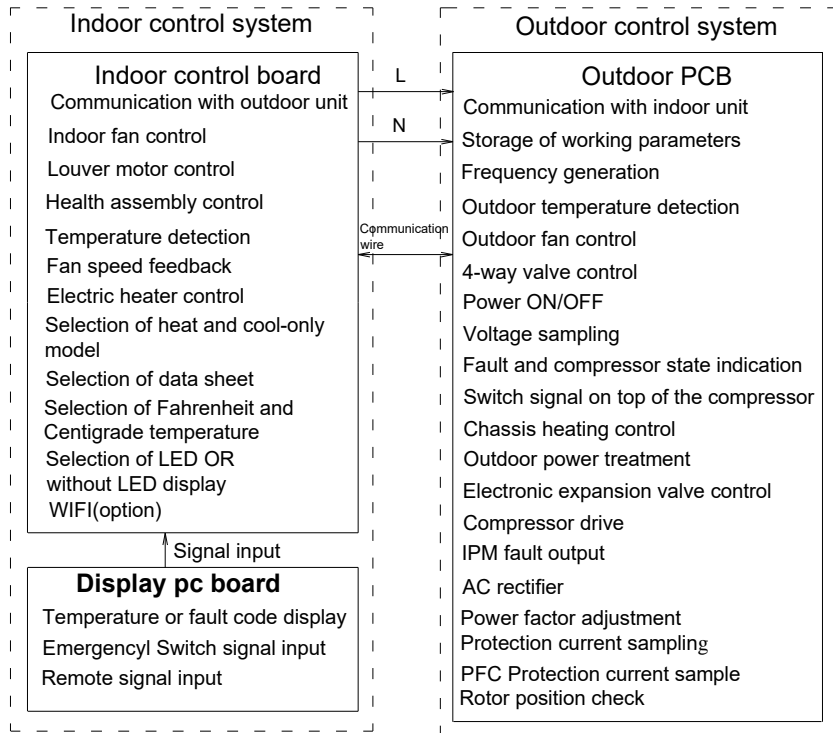 Indoor control system
Indoor control board
Communication with outdoor unit
Indoor fan control
Louver motor control
Health assembly control
Temperature detection
Fan speed feedback
Electric heater control
Selection of heat and cool-only
model
Selection of data sheet
Selection of Fahrenheit and
Centigrade temperature
Selection of LED OR
without LED display
WIFI(option)
Signal input
Display pc board
Temperature or fault code display
Emergencyl Switch signal input
Remote signal input
L
N
Communication
wire
Outdoor control system
Outdoor PCB
Communication with indoor unit
Storage of working parameters
Frequency generation
Outdoor temperature detection
Outdoor fan control
4-way valve control
Power ON/OFF
Voltage sampling
Fault and compressor state indication
Switch signal on top of the compressor
Chassis heating control
Outdoor power treatment
Electronic expansion valve control
Compressor drive
IPM fault output
AC rectifier
Power factor adjustment
Protection current sampling
PFC Protection current sample
Rotor position check